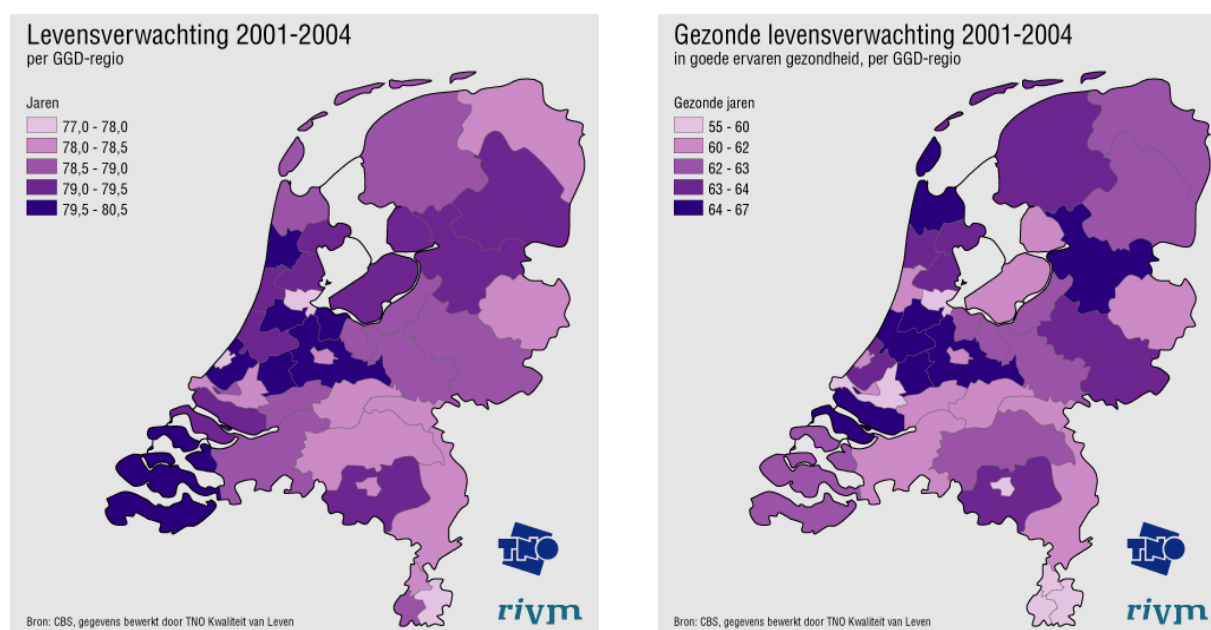 Levensverwachting 2001-2004
per GGD-regio
Jaren
77,0 - 78,0
78,0 - 78,5
78,5 - 79,0
79,0 - 79,5
79,5 - 80,5
TNO
rivm
Bron: CBS, gegevens bewerkt door TNO Kwaliteit van Leven
Gezonde levensverwachting 2001-2004
in goede ervaren gezondheid, per GGD-regio
Gezonde jaren
55 - 60
60 - 62
62 - 63
63 - 64
64 - 67
TNO
rivm
Bron: CBS, gegevens bewerkt door TNO Kwaliteit van Leven